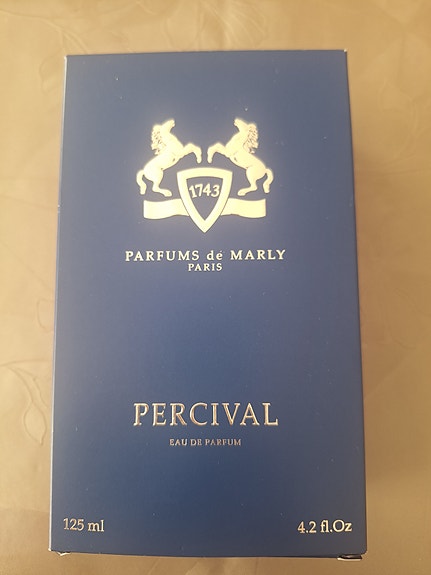 1743
PARFUMS de MARLY
PARIS
PERCIVAL
EAU DE PARFUM
125 ml 4.2 fl.Oz